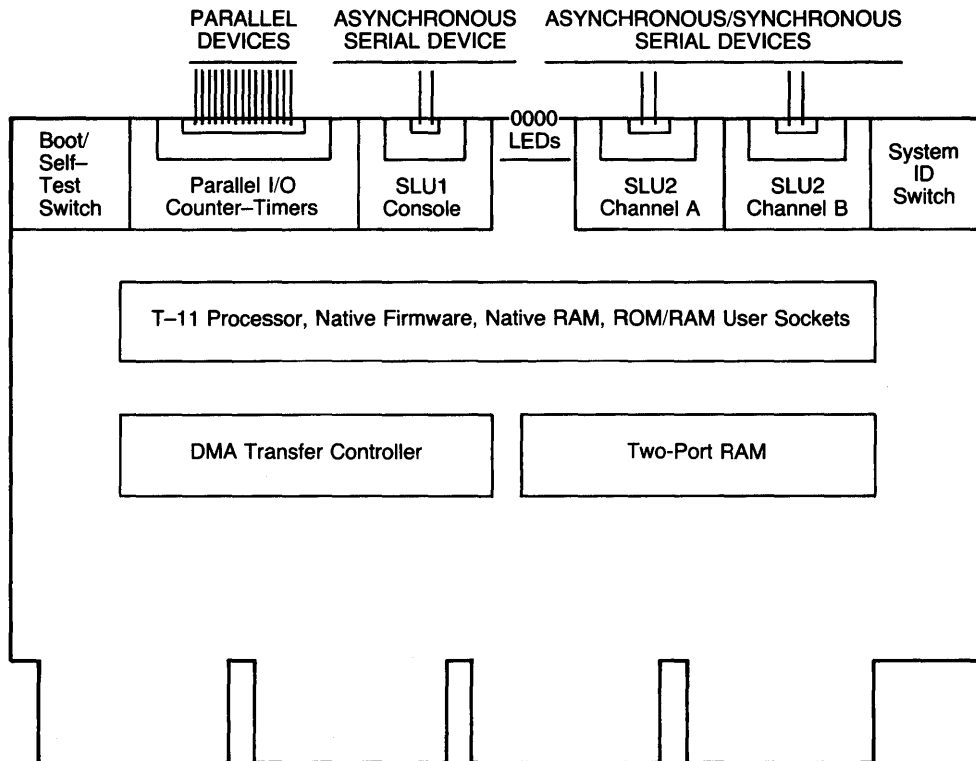 PARALLEL
DEVICES
ASYNCHRONOUS
SERIAL DEVICE
ASYNCHRONOUS/SYNCHRONOUS
SERIAL DEVICES
Boot/
Self–
Test
Switch
Parallel I/O
Counter–Timers
SLU1
Console
0000
LEDs
SLU2
Channel A
SLU2
Channel B
System
ID
Switch
T–11 Processor, Native Firmware, Native RAM, ROM/RAM User Sockets
DMA Transfer Controller
Two-Port RAM